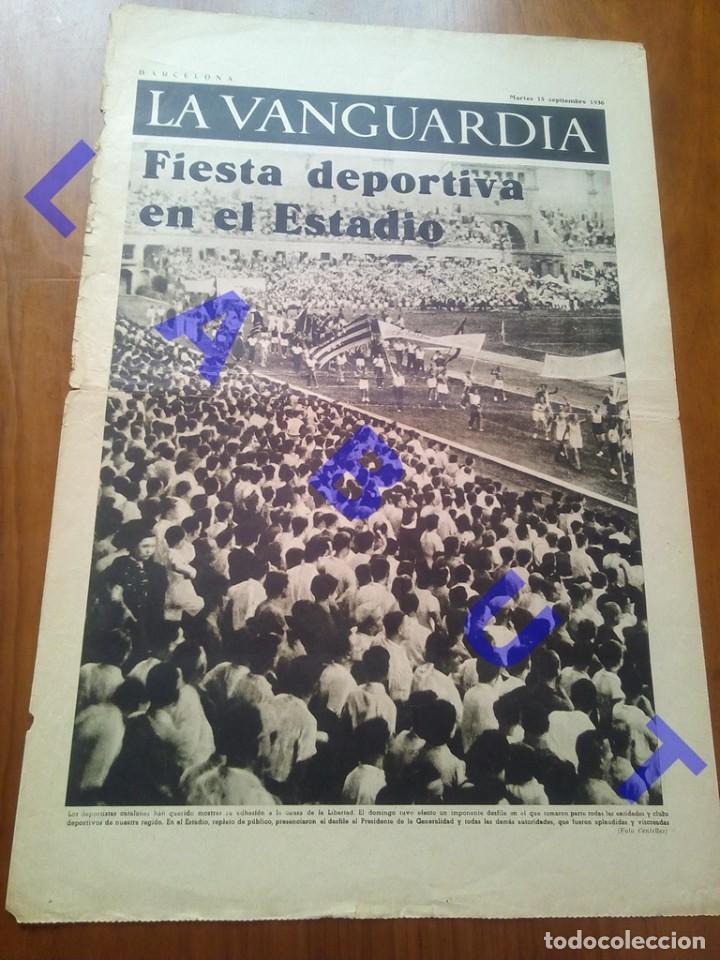 BARCELONA
Martes 15 septiembre 1936
LA VANGUARDIA
Fiesta deportiva
en el Estadio
L
A
B
C
T
Los deportistas catalanes han querido mostrar su adhesión a la causa de la Libertad. El domingo tuvo efecto un imponente desfile en el que tomaron parte todas las entidades y clubs
deportivos de nuestra región. En el Estadio, repleto de público, presenciaron el desfile el Presidente de la Generalidad y todas las demás autoridades, que fueron aplaudidas y vitoreadas
(Foto Centelles)
todocoleccion